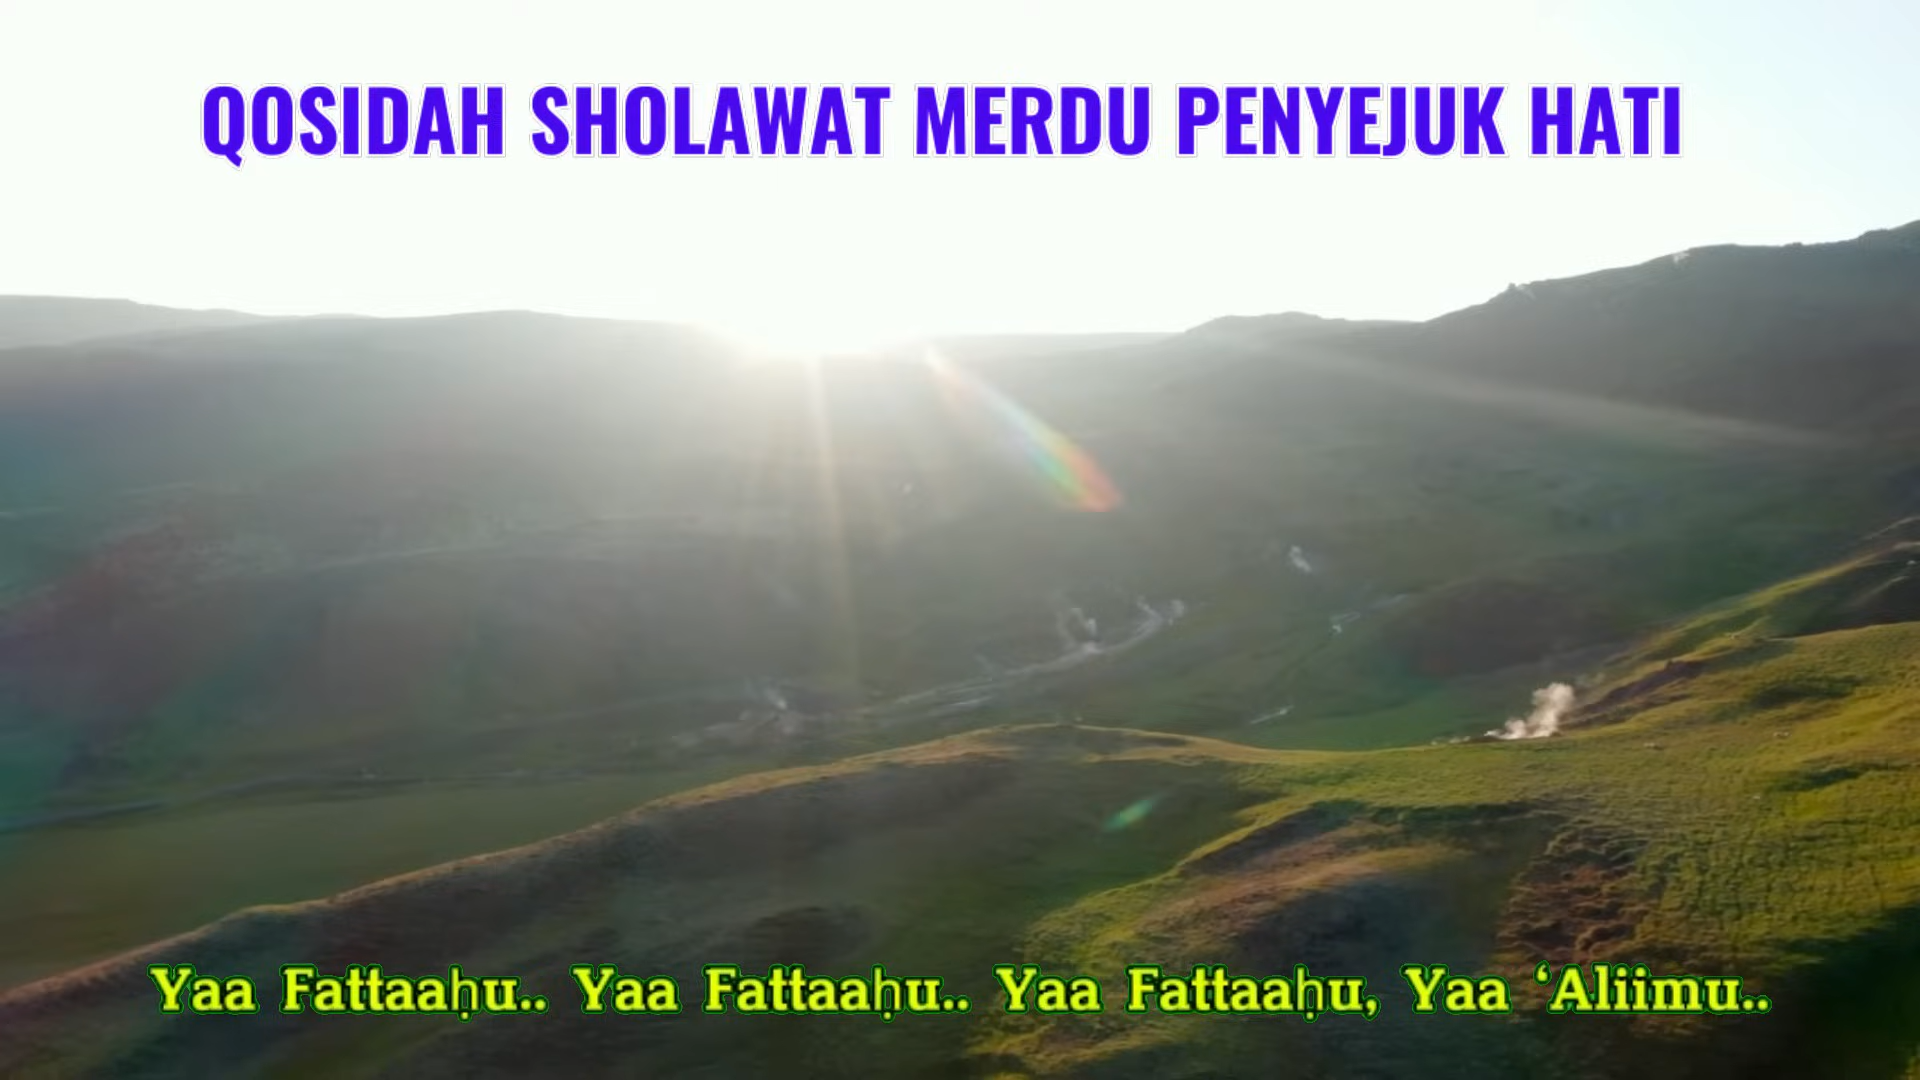 QOSIDAH SHOLAWAT MERDU PENYEJUK HATI
Yaa Fattaaḥu.. Yaa Fattaaḥu.. Yaa Fattaaḥu, Yaa ‘Aliimu..